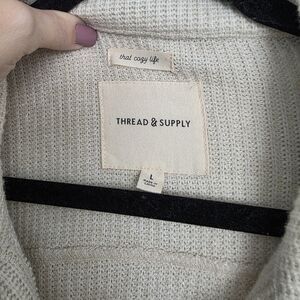 that cozy life
THREAD & SUPPLY
L